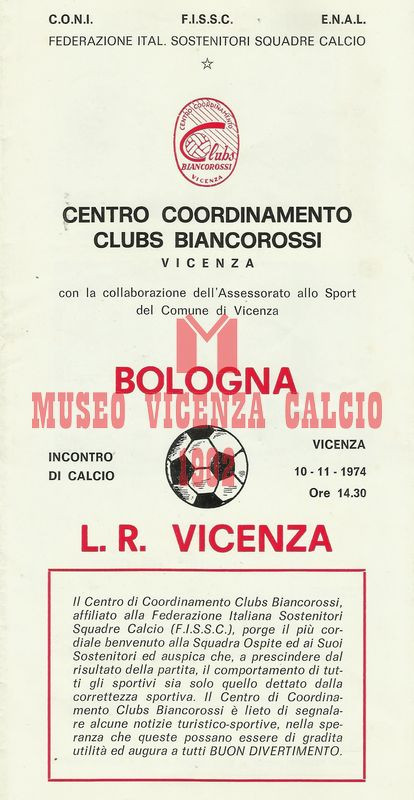 C.O.N.I. F.I.S.S.C. E.N.A.L.
FEDERAZIONE ITAL. SOSTENITORI SQUADRE CALCIO
CENTRO COORDINAMENTO
Clubs
BIANCOROSSI
VICENZA
CENTRO COORDINAMENTO
CLUBS BIANCOROSSI
VICENZA
con la collaborazione dell'Assessorato allo Sport
del Comune di Vicenza
M
BOLOGNA
MUSEO VICENZA CALCIO
1902
INCONTRO
DI CALCIO
VICENZA
10-11-1974
Ore 14.30
L. R. VICENZA
Il Centro di Coordinamento Clubs Biancorossi,
affiliato alla Federazione Italiana Sostenitori
Squadre Calcio (F.I.S.S.C.), porge il più cor-
diale benvenuto alla Squadra Ospite ed ai Suoi
Sostenitori ed auspica che, a prescindere dal
risultato della partita, il comportamento di tut-
ti gli sportivi sia solo quello dettato dalla
correttezza sportiva. Il Centro di Coordina-
mento Clubs Biancorossi è lieto di segnala-
re alcune notizie turistico-sportive, nella spe-
ranza che queste possano essere di gradita
utilità ed augura a tutti BUON DIVERTIMENTO.